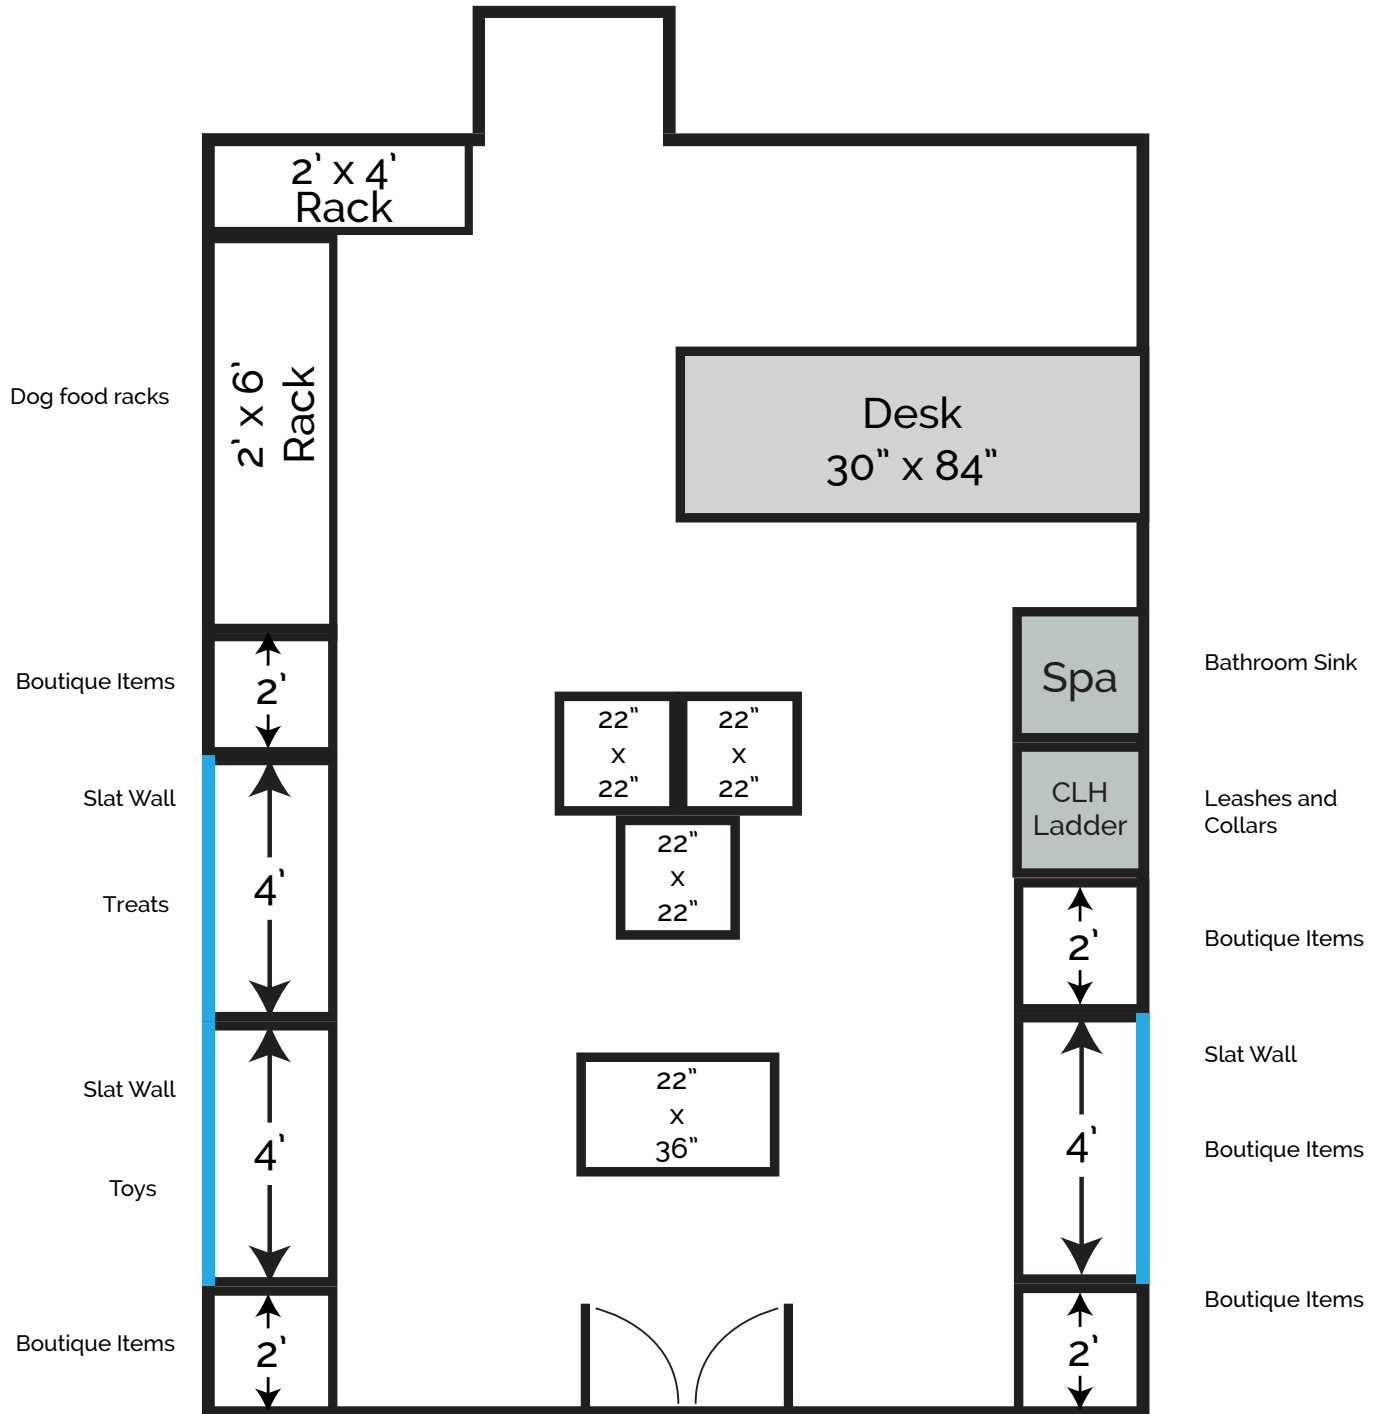 2' x 4'
Rack
Dog food racks
2' x 6'
Rack
Desk
30" x 84"
Boutique Items
2'
Spa
Bathroom Sink
22"
x
22"
22"
x
22"
Slat Wall
4'
Treats
CLH
Ladder
Leashes and
Collars
22"
x
22"
2'
Boutique Items
Slat Wall
4'
Toys
22"
x
36"
Slat Wall
4'
Boutique Items
Boutique Items
2'
Boutique Items
2'